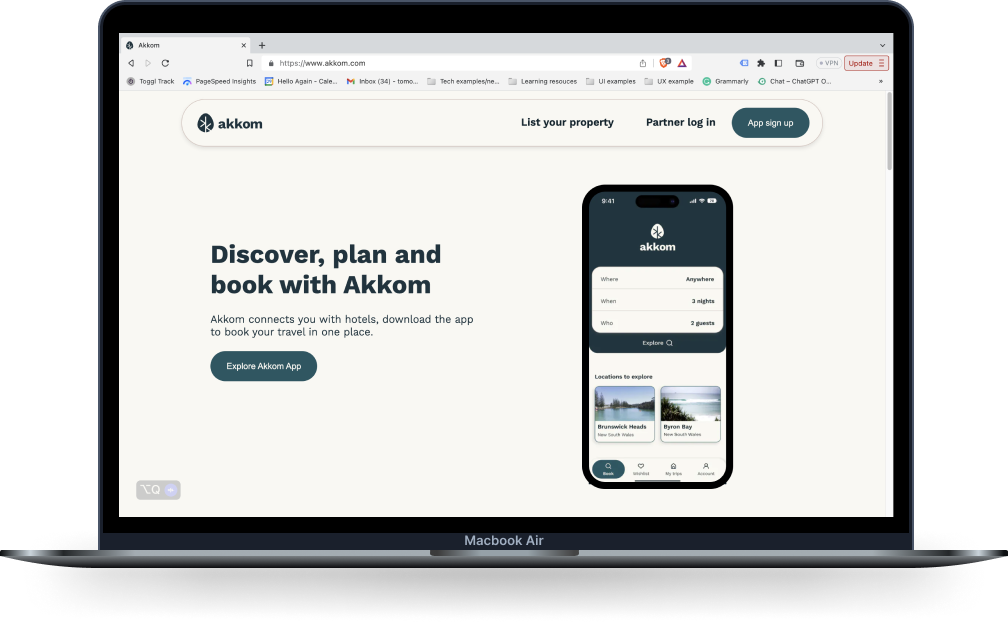 Akkom
https://www.akkom.com
VPN
Update
Toggl Track
PageSpeed Insights
Hello Again - Cale...
Inbox (34) - tomo...
Tech examples/ne...
Learning resouces
UI examples
UX example
Grammarly
Chat – ChatGPT O...
akkom
List your property
Partner log in
App sign up
Discover, plan and
book with Akkom
Akkom connects you with hotels, download the app
to book your travel in one place.
Explore Akkom App
9:41
akkom
Where Anywhere
When 3 nights
Who 2 guests
Explore
Locations to explore
Brunswick Heads
New South Wales
Byron Bay
New South Wales
Book
Wishlist
My trips
Account
⌥Q
Macbook Air